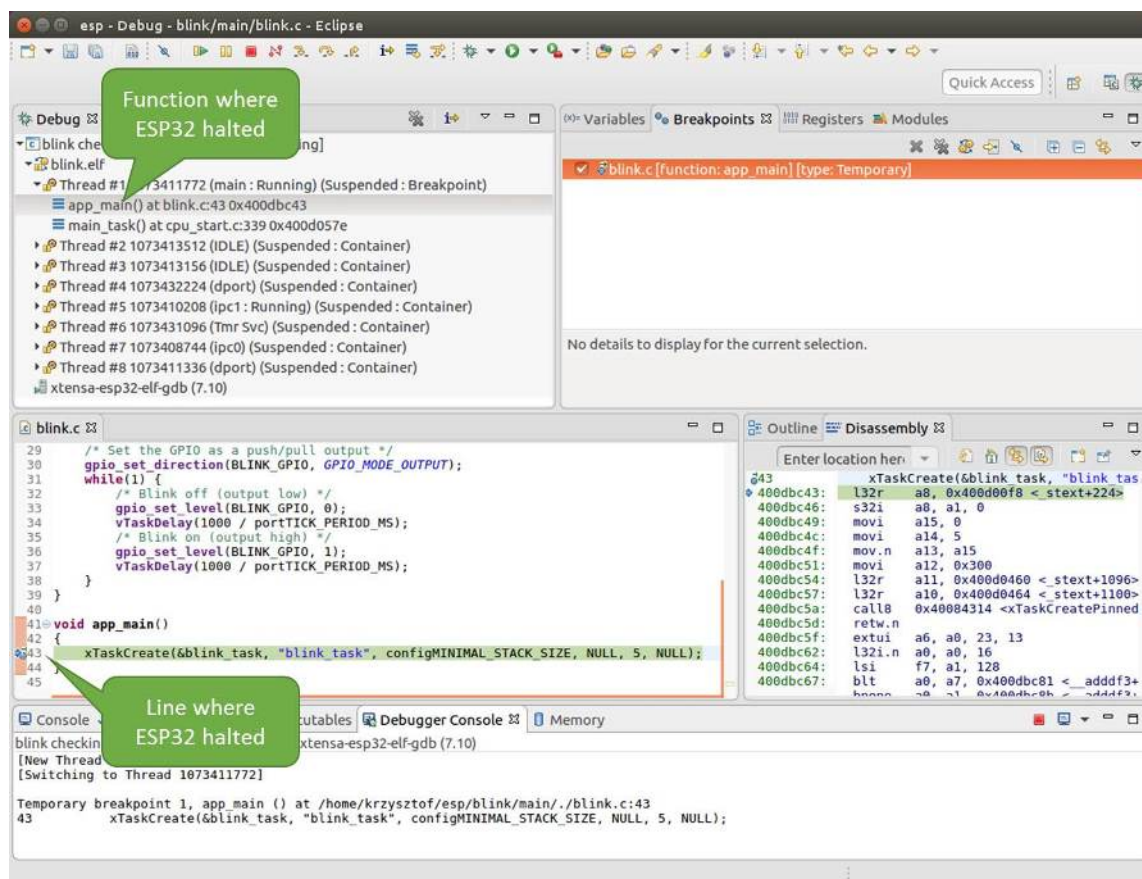 esp - Debug - blink/main/blink.c - Eclipse
Quick Access
Function where
ESP32 halted
Debug
blink che
ing]
blink.elf
Thread #1 1073411772 (main : Running) (Suspended : Breakpoint)
app_main() at blink.c:43 0x400dbc43
main_task() at cpu_start.c:339 0x400d057e
Thread #2 1073413512 (IDLE) (Suspended : Container)
Thread #3 1073413156 (IDLE) (Suspended : Container)
Thread #4 1073432224 (dport) (Suspended : Container)
Thread #5 1073410208 (ipc1 : Running) (Suspended : Container)
Thread #6 1073431096 (Tmr Svc) (Suspended : Container)
Thread #7 1073408744 (ipc0) (Suspended : Container)
Thread #8 1073411336 (dport) (Suspended : Container)
xtensa-esp32-elf-gdb (7.10)
(x)= Variables Breakpoints Registers Modules
blink.c [function: app_main] [type: Temporary]
No details to display for the current selection.
blink.c
29 /* Set the GPIO as a push/pull output */
30 gpio_set_direction(BLINK_GPIO, GPIO_MODE_OUTPUT);
31 while(1) {
32 /* Blink off (output low) */
33 gpio_set_level(BLINK_GPIO, 0);
34 vTaskDelay(1000 / portTICK_PERIOD_MS);
35 /* Blink on (output high) */
36 gpio_set_level(BLINK_GPIO, 1);
37 vTaskDelay(1000 / portTICK_PERIOD_MS);
38 }
39 }
40
41 void app_main()
42 {
43 xTaskCreate(&blink_task, "blink_task", configMINIMAL_STACK_SIZE, NULL, 5, NULL);
44
45
Line where
ESP32 halted
Outline Disassembly
Enter location her
43 xTaskCreate(&blink_task, "blink_tas
400dbc43: l32r a8, 0x400d00f8 <_stext+224>
400dbc46: s32i a8, a1, 0
400dbc49: movi a15, 0
400dbc4c: movi a14, 5
400dbc4f: mov.n a13, a15
400dbc51: movi a12, 0x300
400dbc54: l32r a11, 0x400d0460 <_stext+1096>
400dbc57: l32r a10, 0x400d0464 <_stext+1100>
400dbc5a: call8 0x40084314 <xTaskCreatePinned
400dbc5d: retw.n
400dbc5f: extui a6, a0, 23, 13
400dbc62: l32i.n a0, a0, 16
400dbc64: lsi f7, a1, 128
400dbc67: blt a0, a7, 0x400dbc81 <__adddf3+
Console
cutables Debugger Console Memory
blink checkin
xtensa-esp32-elf-gdb (7.10)
[New Thread
[Switching to Thread 1073411772]
Temporary breakpoint 1, app_main () at /home/krzysztof/esp/blink/main/./blink.c:43
43 xTaskCreate(&blink_task, "blink_task", configMINIMAL_STACK_SIZE, NULL, 5, NULL);